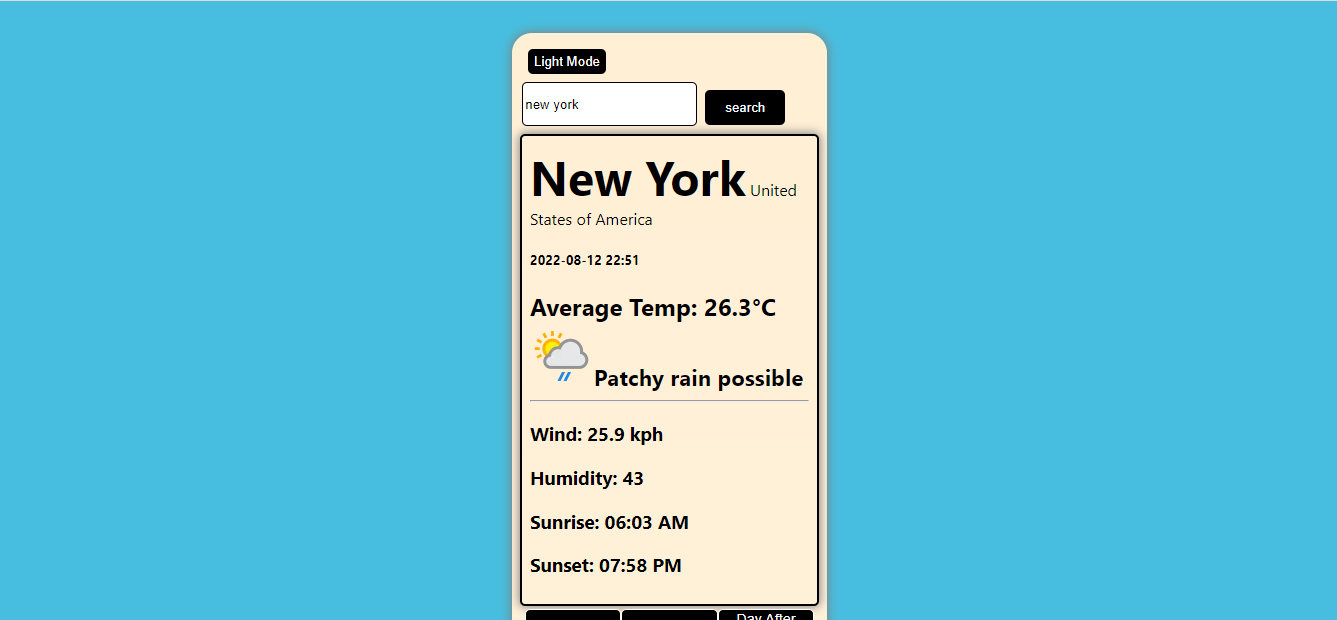 Light Mode
new york
search
New York United
States of America
2022-08-12 22:51
Average Temp: 26.3°C
Patchy rain possible
Wind: 25.9 kph
Humidity: 43
Sunrise: 06:03 AM
Sunset: 07:58 PM
Day After